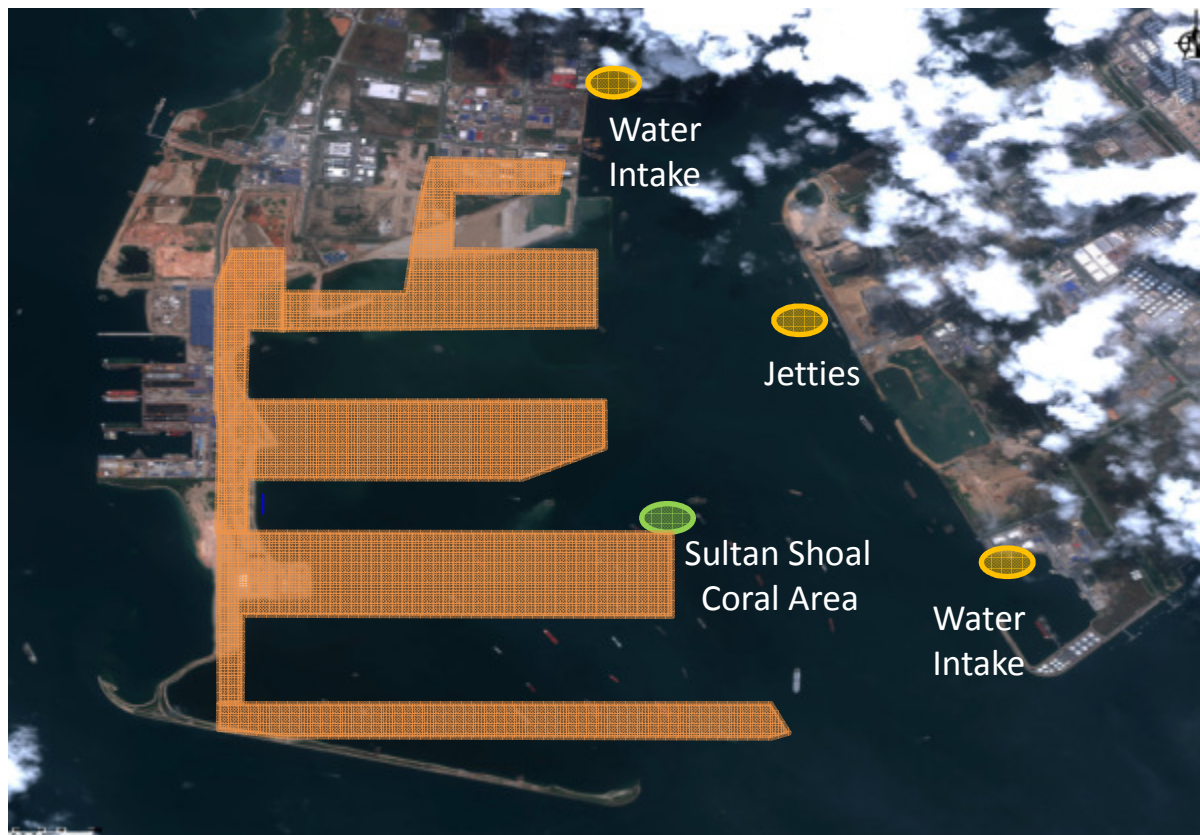 Water
Intake
Jetties
Sultan Shoal
Coral Area
Water
Intake